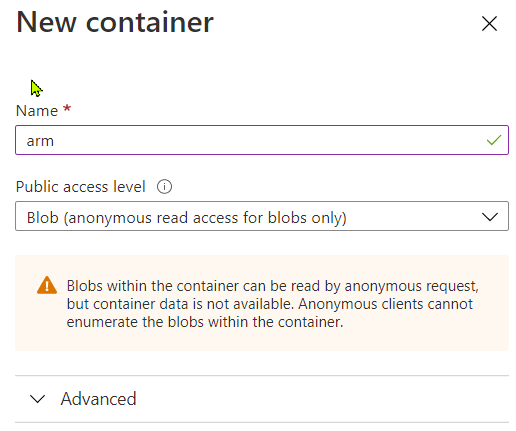 New container
Name *
arm
Public access level
Blob (anonymous read access for blobs only)
Blobs within the container can be read by anonymous request,
but container data is not available. Anonymous clients cannot
enumerate the blobs within the container.
Advanced